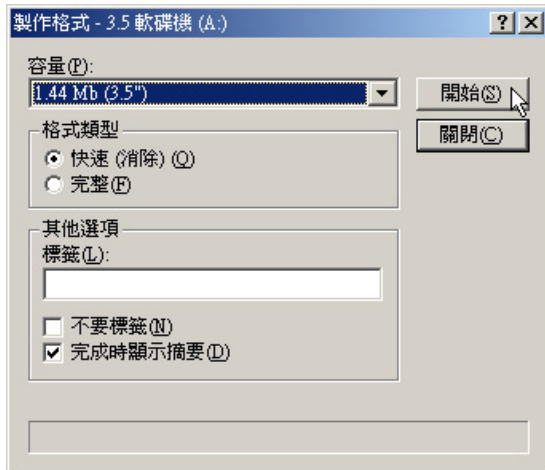 製作格式 - 3.5 軟碟機 (A:)
容量(P):
1.44 Mb (3.5")
開始(S)
關閉(C)
格式類型
快速 (消除) (Q)
完整(F)
其他選項
標籤(L):
不要標籤(N)
完成時顯示摘要(D)